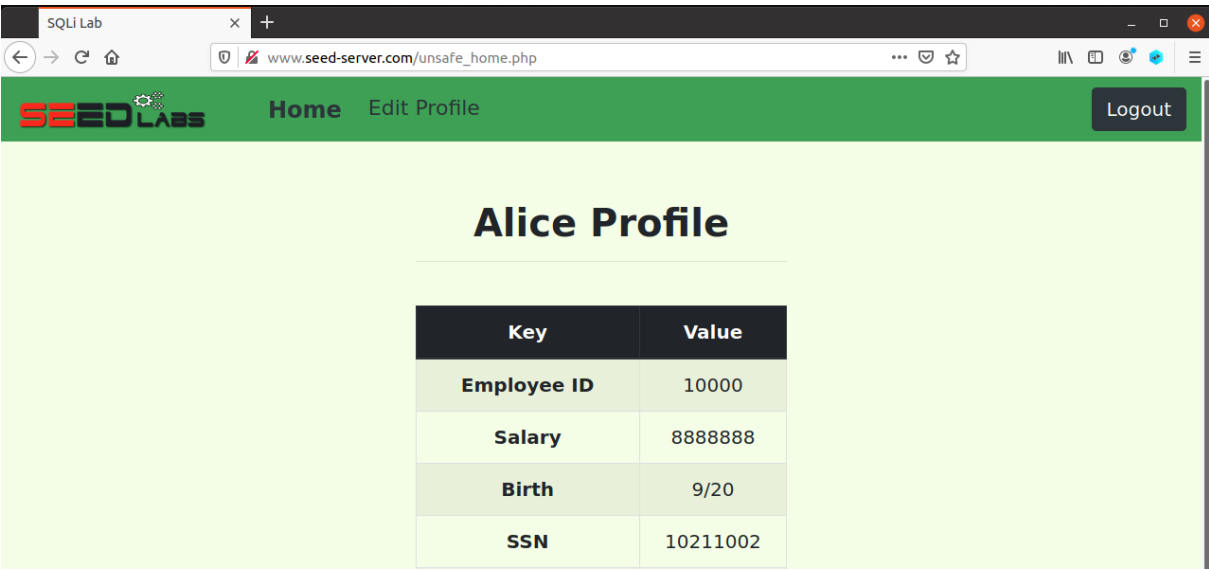 SQLi Lab
www.seed-server.com/unsafe_home.php
SEED LABS Home Edit Profile Logout
Alice Profile
Key Value
Employee ID 10000
Salary 8888888
Birth 9/20
SSN 10211002